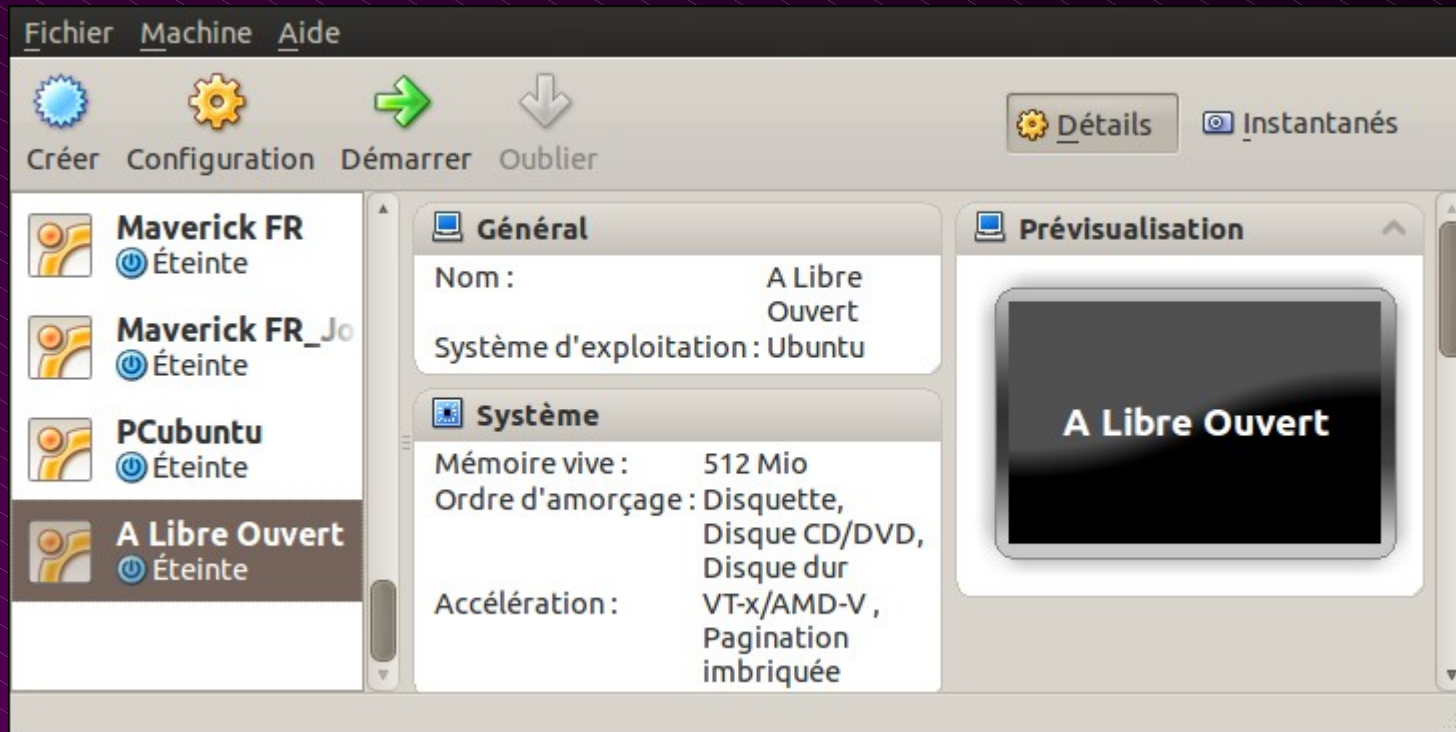 Fichier Machine Aide
Créer Configuration Démarrer Oublier
Détails Instantanés
Maverick FR
Éteinte
Maverick FR_Jo
Éteinte
PCubuntu
Éteinte
A Libre Ouvert
Éteinte
Général
Nom : A Libre
Ouvert
Système d'exploitation : Ubuntu
Système
Mémoire vive : 512 Mio
Ordre d'amorçage : Disquette,
Disque CD/DVD,
Disque dur
Accélération : VT-x/AMD-V ,
Pagination
imbriquée
Prévisualisation
A Libre Ouvert